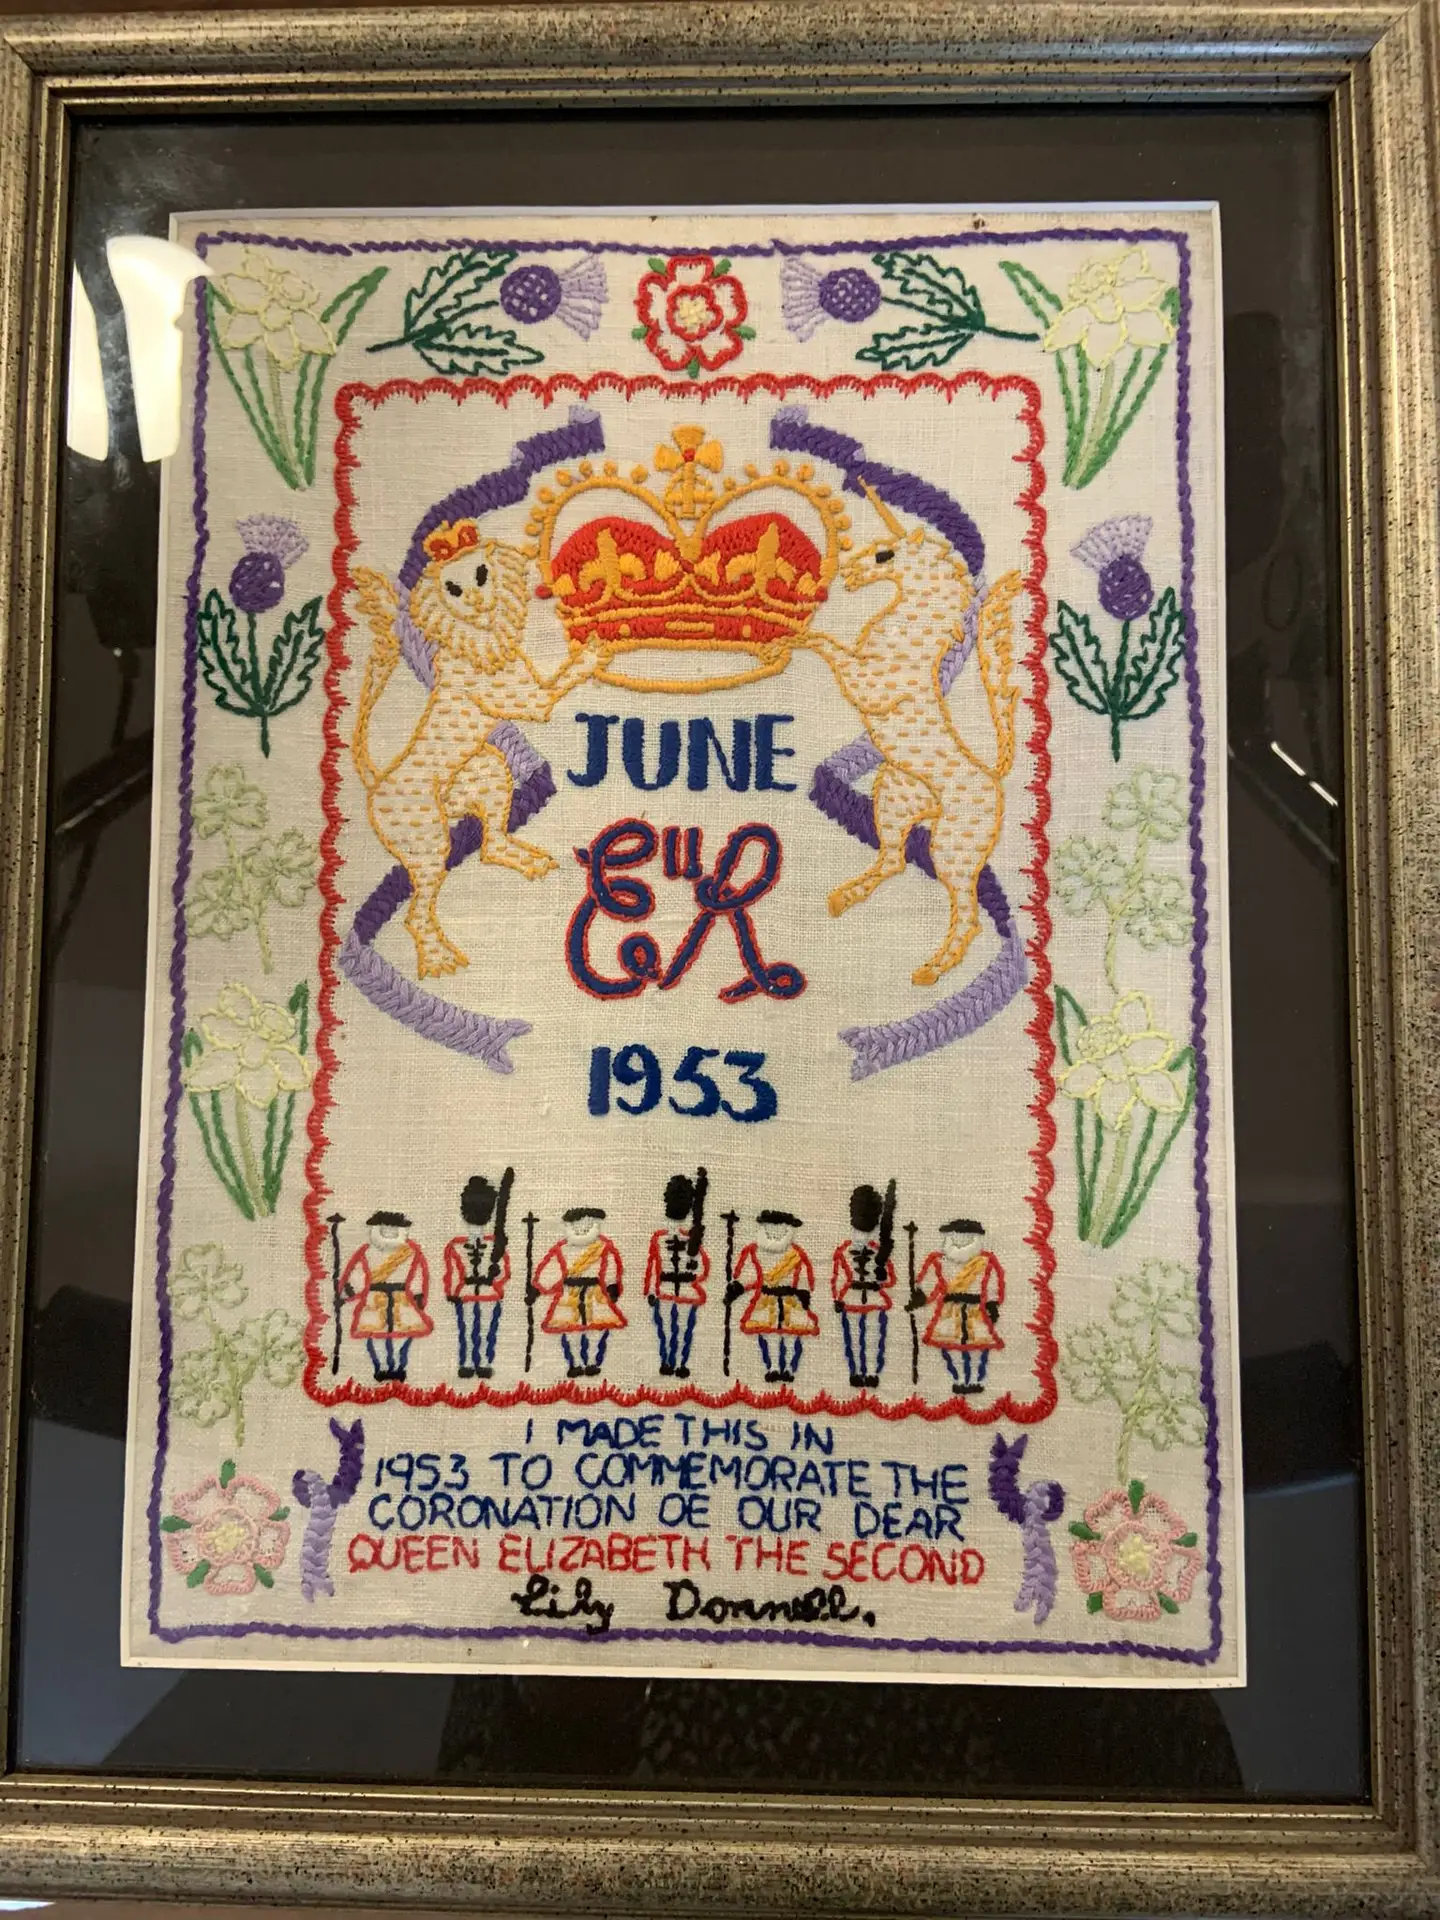 JUNE
EIIR
1953
I MADE THIS IN
1953 TO COMMEMORATE THE
CORONATION OF OUR DEAR
QUEEN ELIZABETH THE SECOND
Lily Donnell.